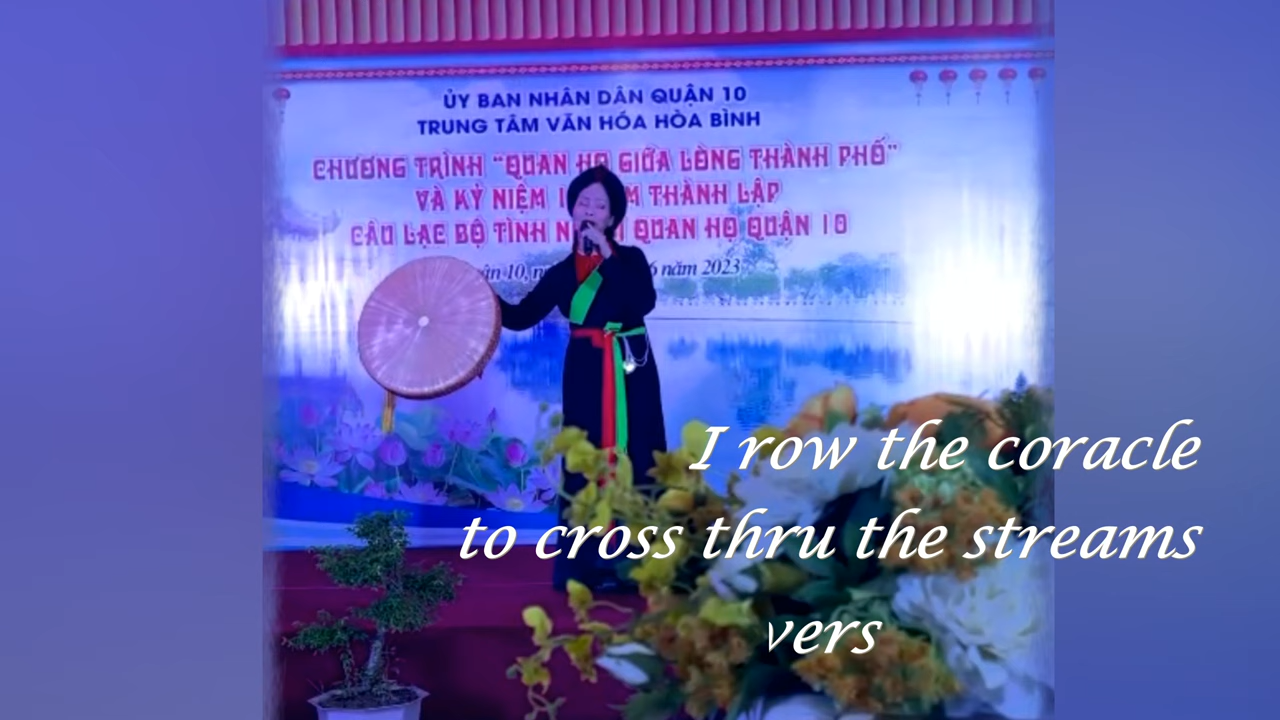 ỦY BAN NHÂN DÂN QUẬN 10
TRUNG TÂM VĂN HÓA HÒA BÌNH
CHƯƠNG TRÌNH "QUAN HỌ GIỮA LÒNG THÀNH PHỐ"
VÀ KỶ NIỆM THÀNH LẬP
CÂU LẠC BỘ TÌNH QUAN HỌ QUẬN 10
10, năm 2023
I row the coracle
to cross thru the streams
vers